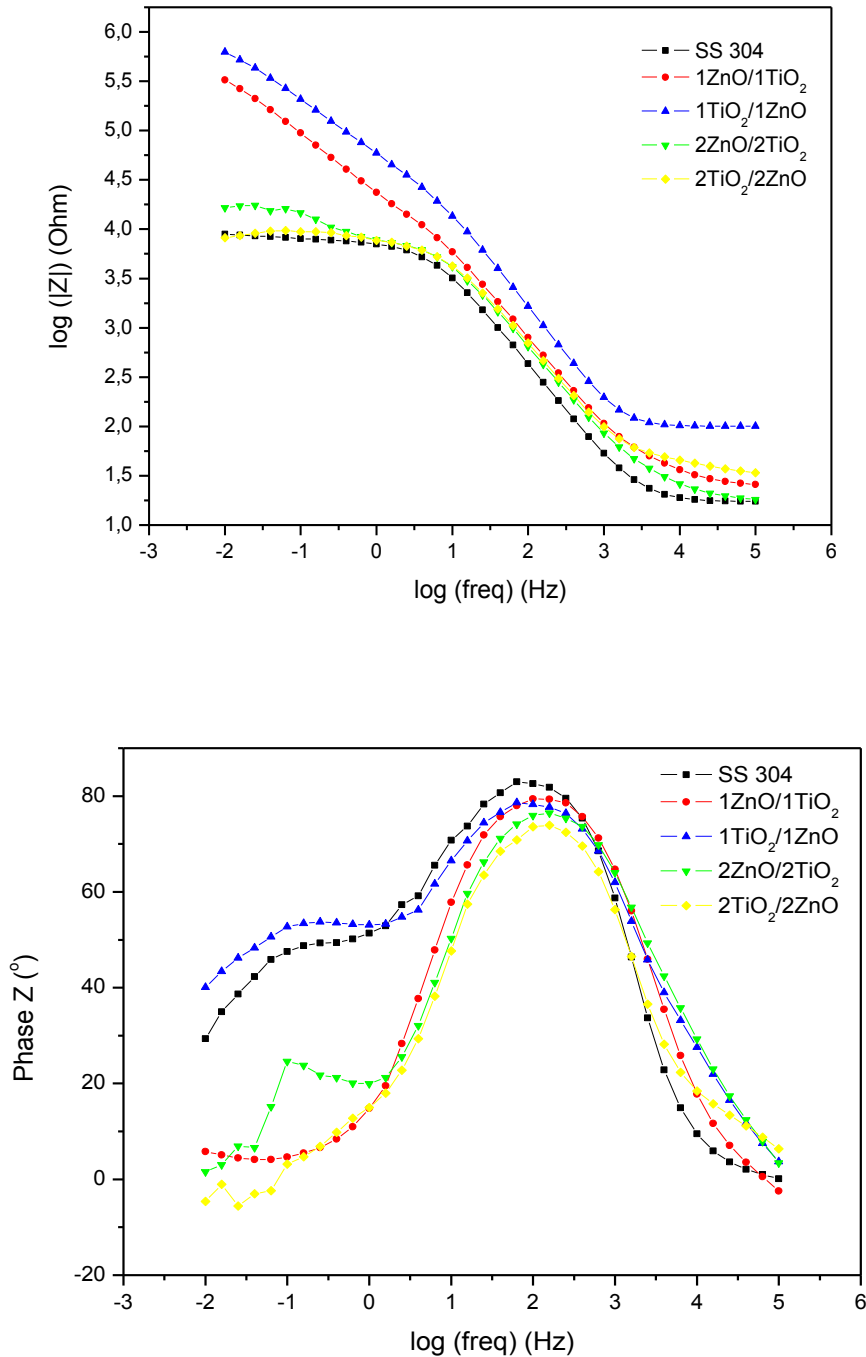 6,0
5,5
5,0
4,5
4,0
3,5
3,0
2,5
2,0
1,5
1,0
log (|Z|) (Ohm)
SS 304
1ZnO/1TiO₂
1TiO₂/1ZnO
2ZnO/2TiO₂
2TiO₂/2ZnO
-3 -2 -1 0 1 2 3 4 5 6
log (freq) (Hz)
80
60
40
20
0
-20
Phase Z (°)
SS 304
1ZnO/1TiO₂
1TiO₂/1ZnO
2ZnO/2TiO₂
2TiO₂/2ZnO
-3 -2 -1 0 1 2 3 4 5 6
log (freq) (Hz)